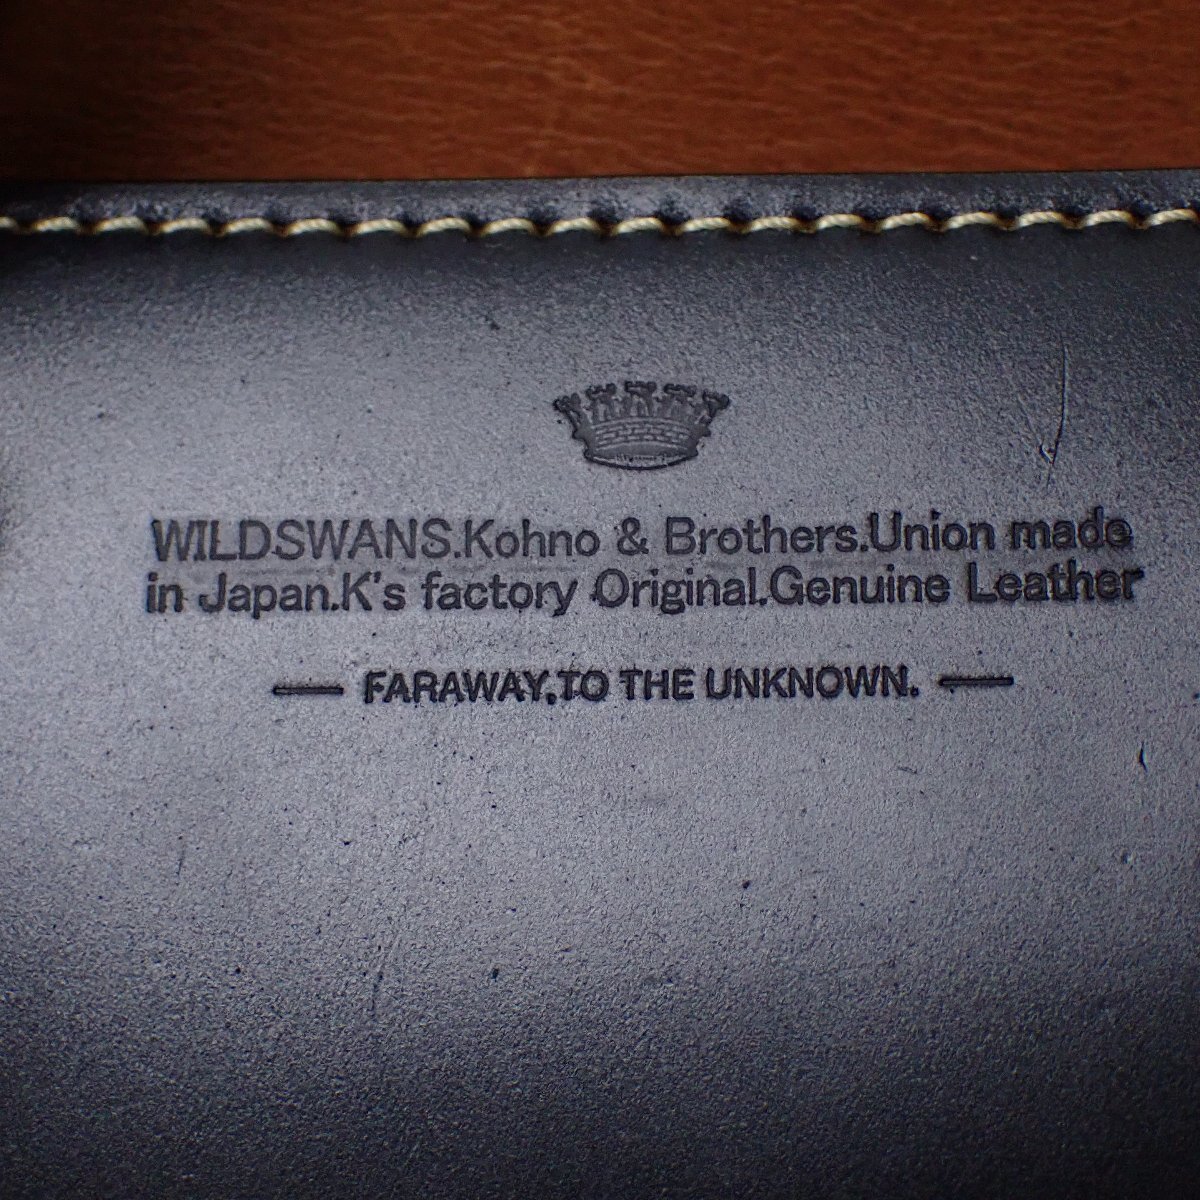 WILDSWANS.Kohno & Brothers.Union made
in Japan.K's factory Original.Genuine Leather
— FARAWAY,TO THE UNKNOWN. —